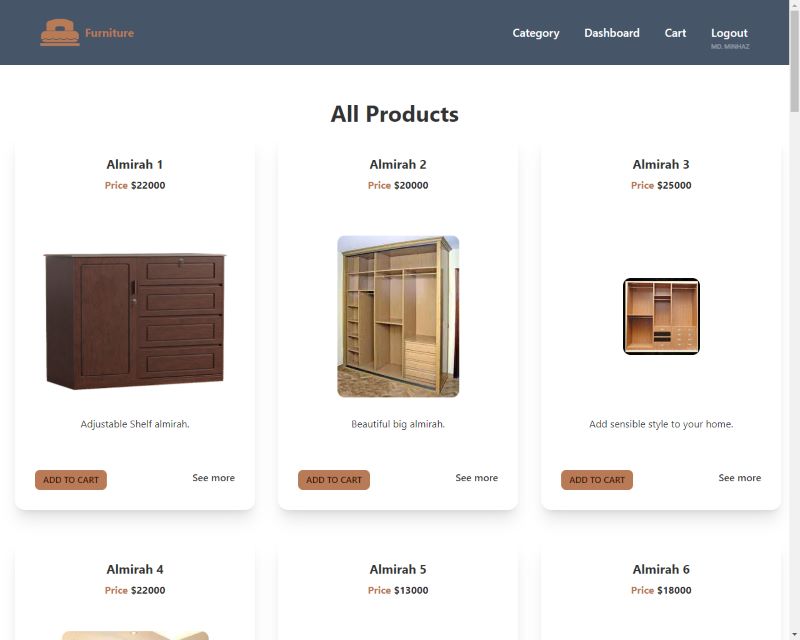 Furniture
Category Dashboard Cart Logout
MD. MINHAZ
All Products
Almirah 1
Price $22000
Adjustable Shelf almirah.
ADD TO CART See more
Almirah 2
Price $20000
Beautiful big almirah.
ADD TO CART See more
Almirah 3
Price $25000
Add sensible style to your home.
ADD TO CART See more
Almirah 4
Price $22000
Almirah 5
Price $13000
Almirah 6
Price $18000